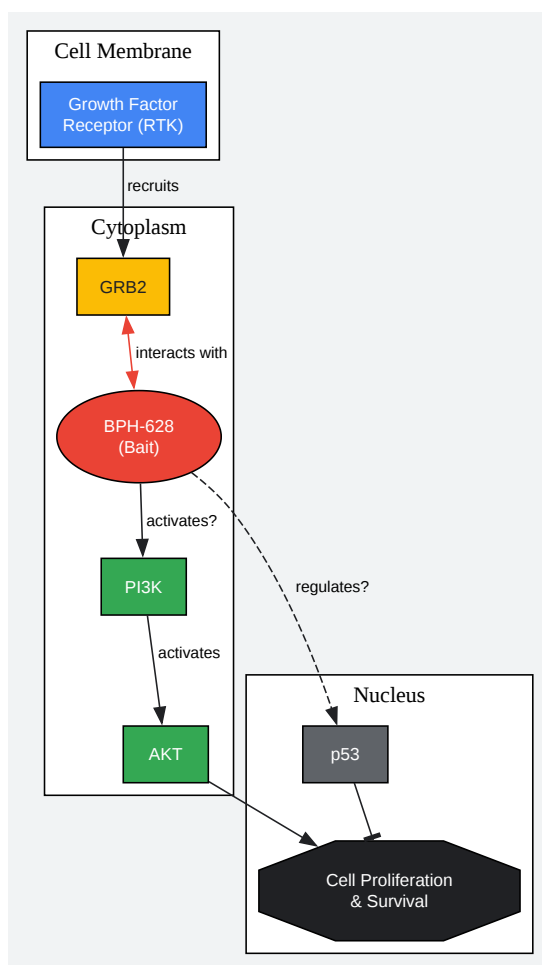 Cell Membrane
Growth Factor
Receptor (RTK)
recruits
Cytoplasm
GRB2
interacts with
BPH-628
(Bait)
activates?
PI3K
regulates?
activates
Nucleus
AKT
p53
Cell Proliferation
& Survival